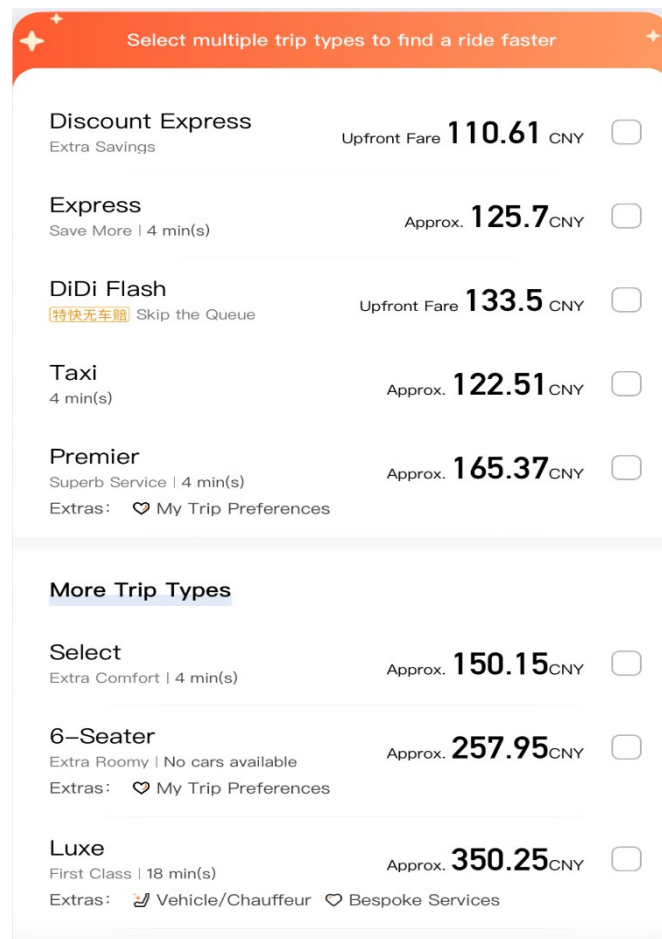 Select multiple trip types to find a ride faster
Discount Express
Extra Savings
Upfront Fare 110.61 CNY
Express
Save More | 4 min(s)
Approx. 125.7CNY
DiDi Flash
特快无车赔 Skip the Queue
Upfront Fare 133.5 CNY
Taxi
4 min(s)
Approx. 122.51CNY
Premier
Superb Service | 4 min(s)
Approx. 165.37CNY
Extras: My Trip Preferences
More Trip Types
Select
Extra Comfort | 4 min(s)
Approx. 150.15CNY
6-Seater
Extra Roomy | No cars available
Approx. 257.95CNY
Extras: My Trip Preferences
Luxe
First Class | 18 min(s)
Approx. 350.25CNY
Extras: Vehicle/Chauffeur Bespoke Services